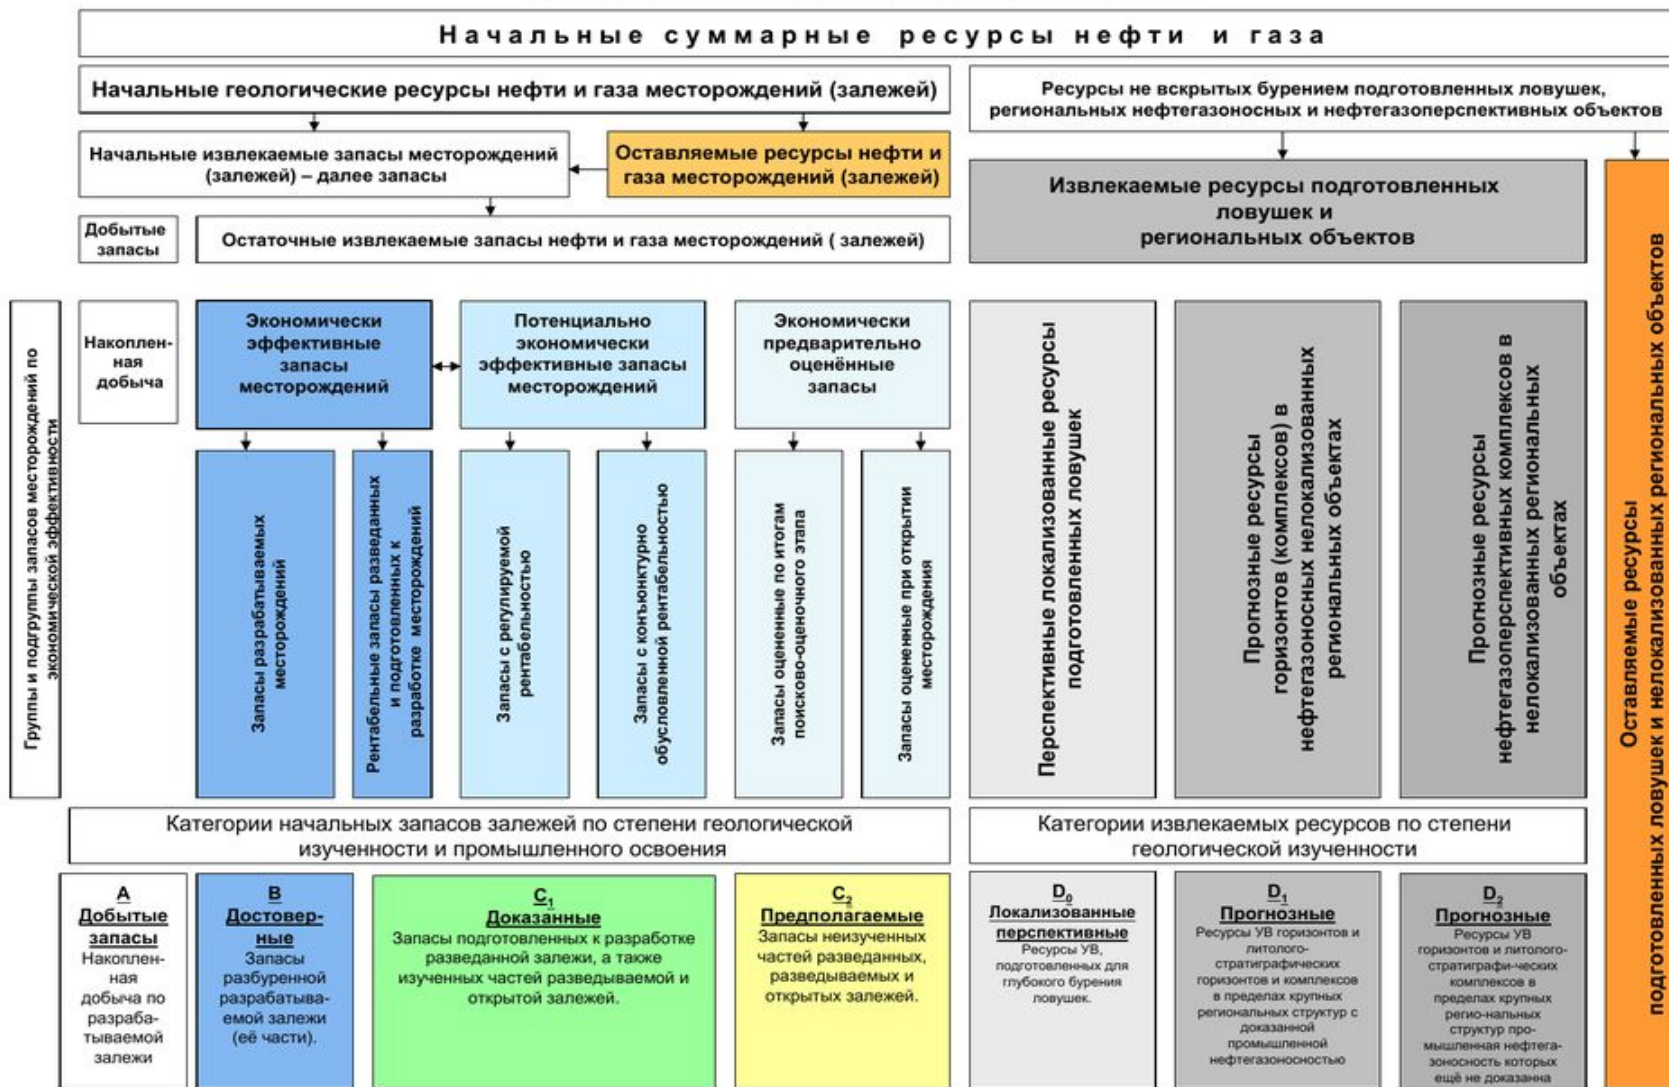 Начальные суммарные ресурсы нефти и газа
Начальные геологические ресурсы нефти и газа месторождений (залежей)
Ресурсы не вскрытых бурением подготовленных ловушек,
региональных нефтегазоносных и нефтегазоперспективных объектов
Начальные извлекаемые запасы месторождений
(залежей) – далее запасы
Оставляемые ресурсы нефти и
газа месторождений (залежей)
Извлекаемые ресурсы подготовленных
ловушек и
региональных объектов
Добытые
запасы
Остаточные извлекаемые запасы нефти и газа месторождений ( залежей)
Группы и подгруппы запасов месторождений по
экономической эффективности
Накоплен-
ная
добыча
Экономически
эффективные
запасы
месторождений
Потенциально
экономически
эффективные запасы
месторождений
Экономически
предварительно
оценённые
запасы
Запасы разрабатываемых
месторождений
Рентабельные запасы разведанных
и подготовленных к
разработке месторождений
Запасы с регулируемой
рентабельностью
Запасы с конъюнктурно
обусловленной рентабельностью
Запасы оцененные по итогам
поисково-оценочного этапа
Запасы оцененные при открытии
месторождения
Перспективные локализованные ресурсы
подготовленных ловушек
Прогнозные ресурсы
горизонтов (комплексов) в
нефтегазоносных нелокализованных
региональных объектах
Прогнозные ресурсы
нефтегазоперспективных комплексов в
нелокализованных региональных
объектах
Оставляемые ресурсы
подготовленных ловушек и нелокализованных региональных объектов
Категории начальных запасов залежей по степени геологической
изученности и промышленного освоения
Категории извлекаемых ресурсов по степени
геологической изученности
A
Добытые
запасы
Накоплен-
ная
добыча по
разраба-
тываемой
залежи
B
Достовер-
ные
Запасы
разбуренной
разрабатыва-
емой залежи
(её части).
C₁
Доказанные
Запасы подготовленных к разработке
разведанной залежи, а также
изученных частей разведываемой и
открытой залежей.
C₂
Предполагаемые
Запасы неизученных
частей разведанных,
разведываемых и
открытых залежей.
D₀
Локализованные
перспективные
Ресурсы УВ,
подготовленных для
глубокого бурения
ловушек.
D₁
Прогнозные
Ресурсы УВ горизонтов и
литолого-
стратиграфических
горизонтов и комплексов
в пределах крупных
региональных структур с
доказанной
промышленной
нефтегазоносностью
D₂
Прогнозные
Ресурсы УВ
горизонтов и литолого-
стратиграфи-ческих
комплексов в
пределах крупных
регио-нальных
структур про-
мышленная нефтега-
зоносность которых
ещё не доказанна